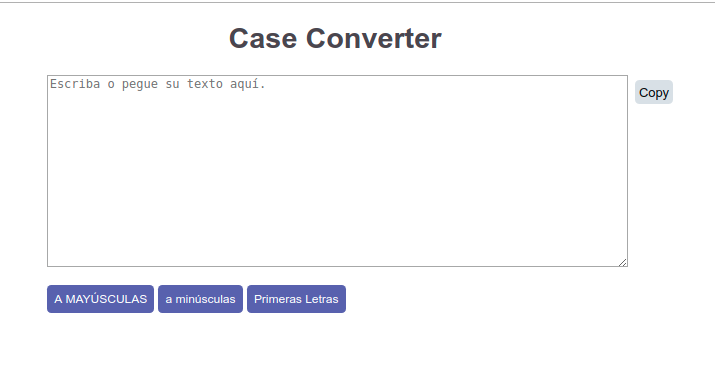 Case Converter
Escriba o pegue su texto aquí.
Copy
A MAYÚSCULAS a minúsculas Primeras Letras